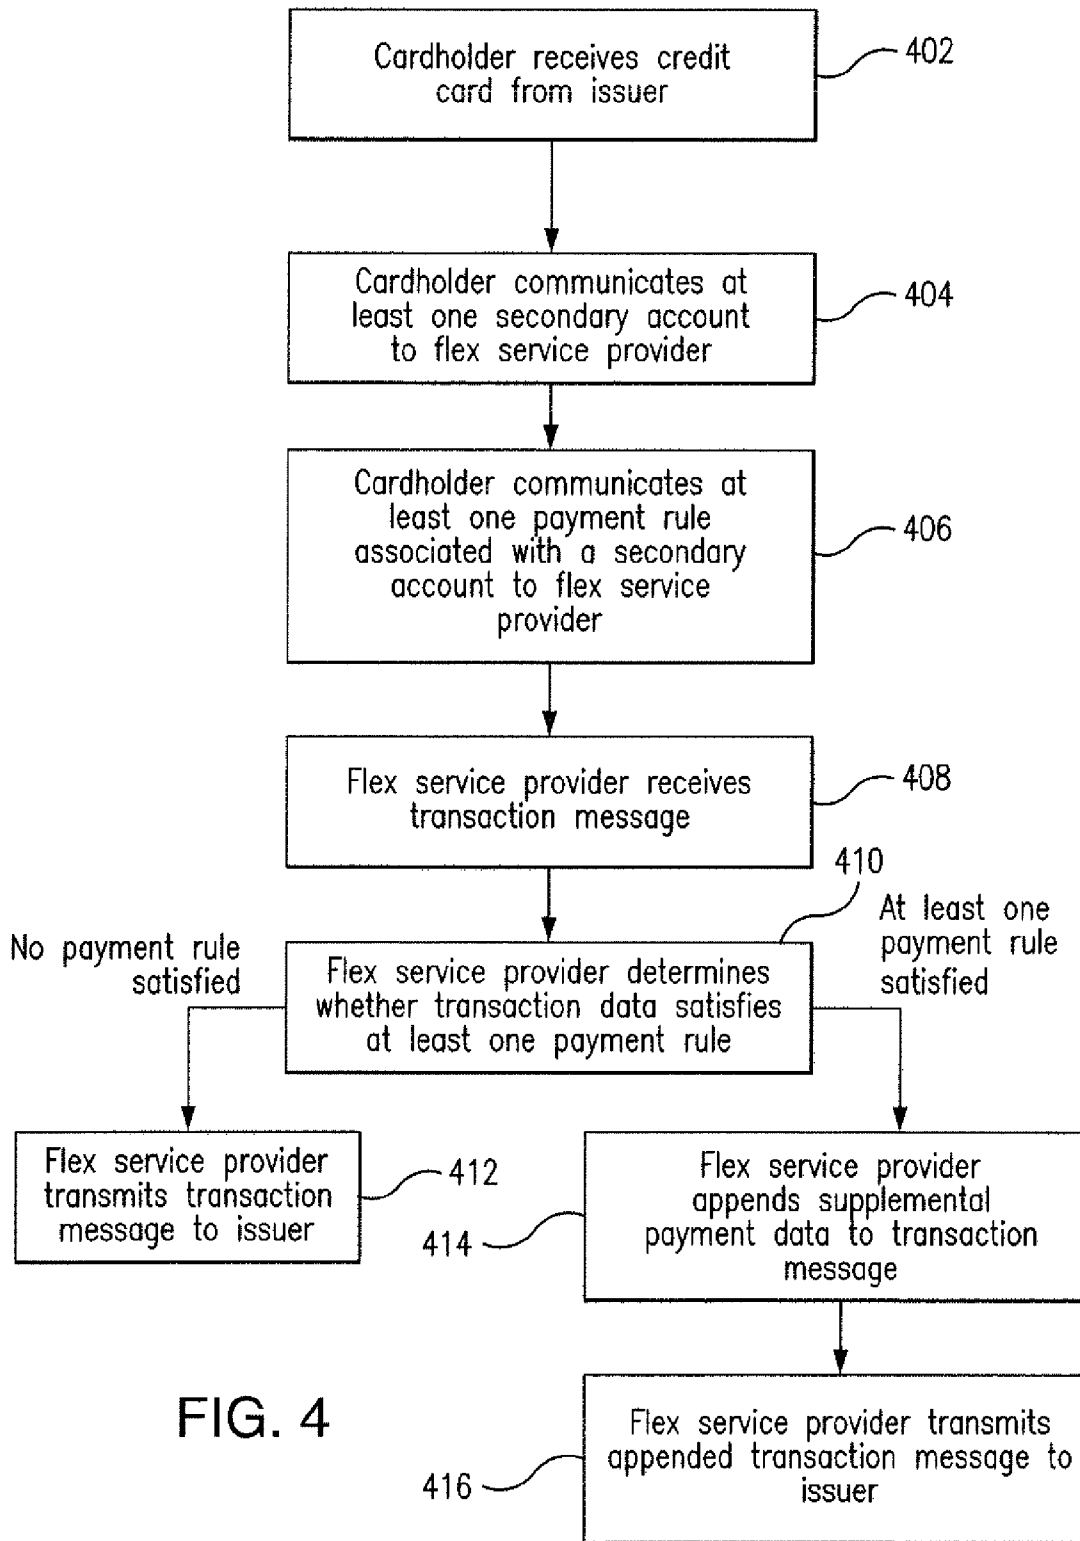 Cardholder receives credit
card from issuer
402
Cardholder communicates at
least one secondary account
to flex service provider
404
Cardholder communicates at
least one payment rule
associated with a secondary
account to flex service
provider
406
Flex service provider receives
transaction message
408
410
No payment rule
satisfied
At least one
payment rule
satisfied
Flex service provider determines
whether transaction data satisfies
at least one payment rule
Flex service provider
transmits transaction
message to issuer
412
Flex service provider
appends supplemental
payment data to transaction
message
414
Flex service provider transmits
appended transaction message to
issuer
416
FIG. 4